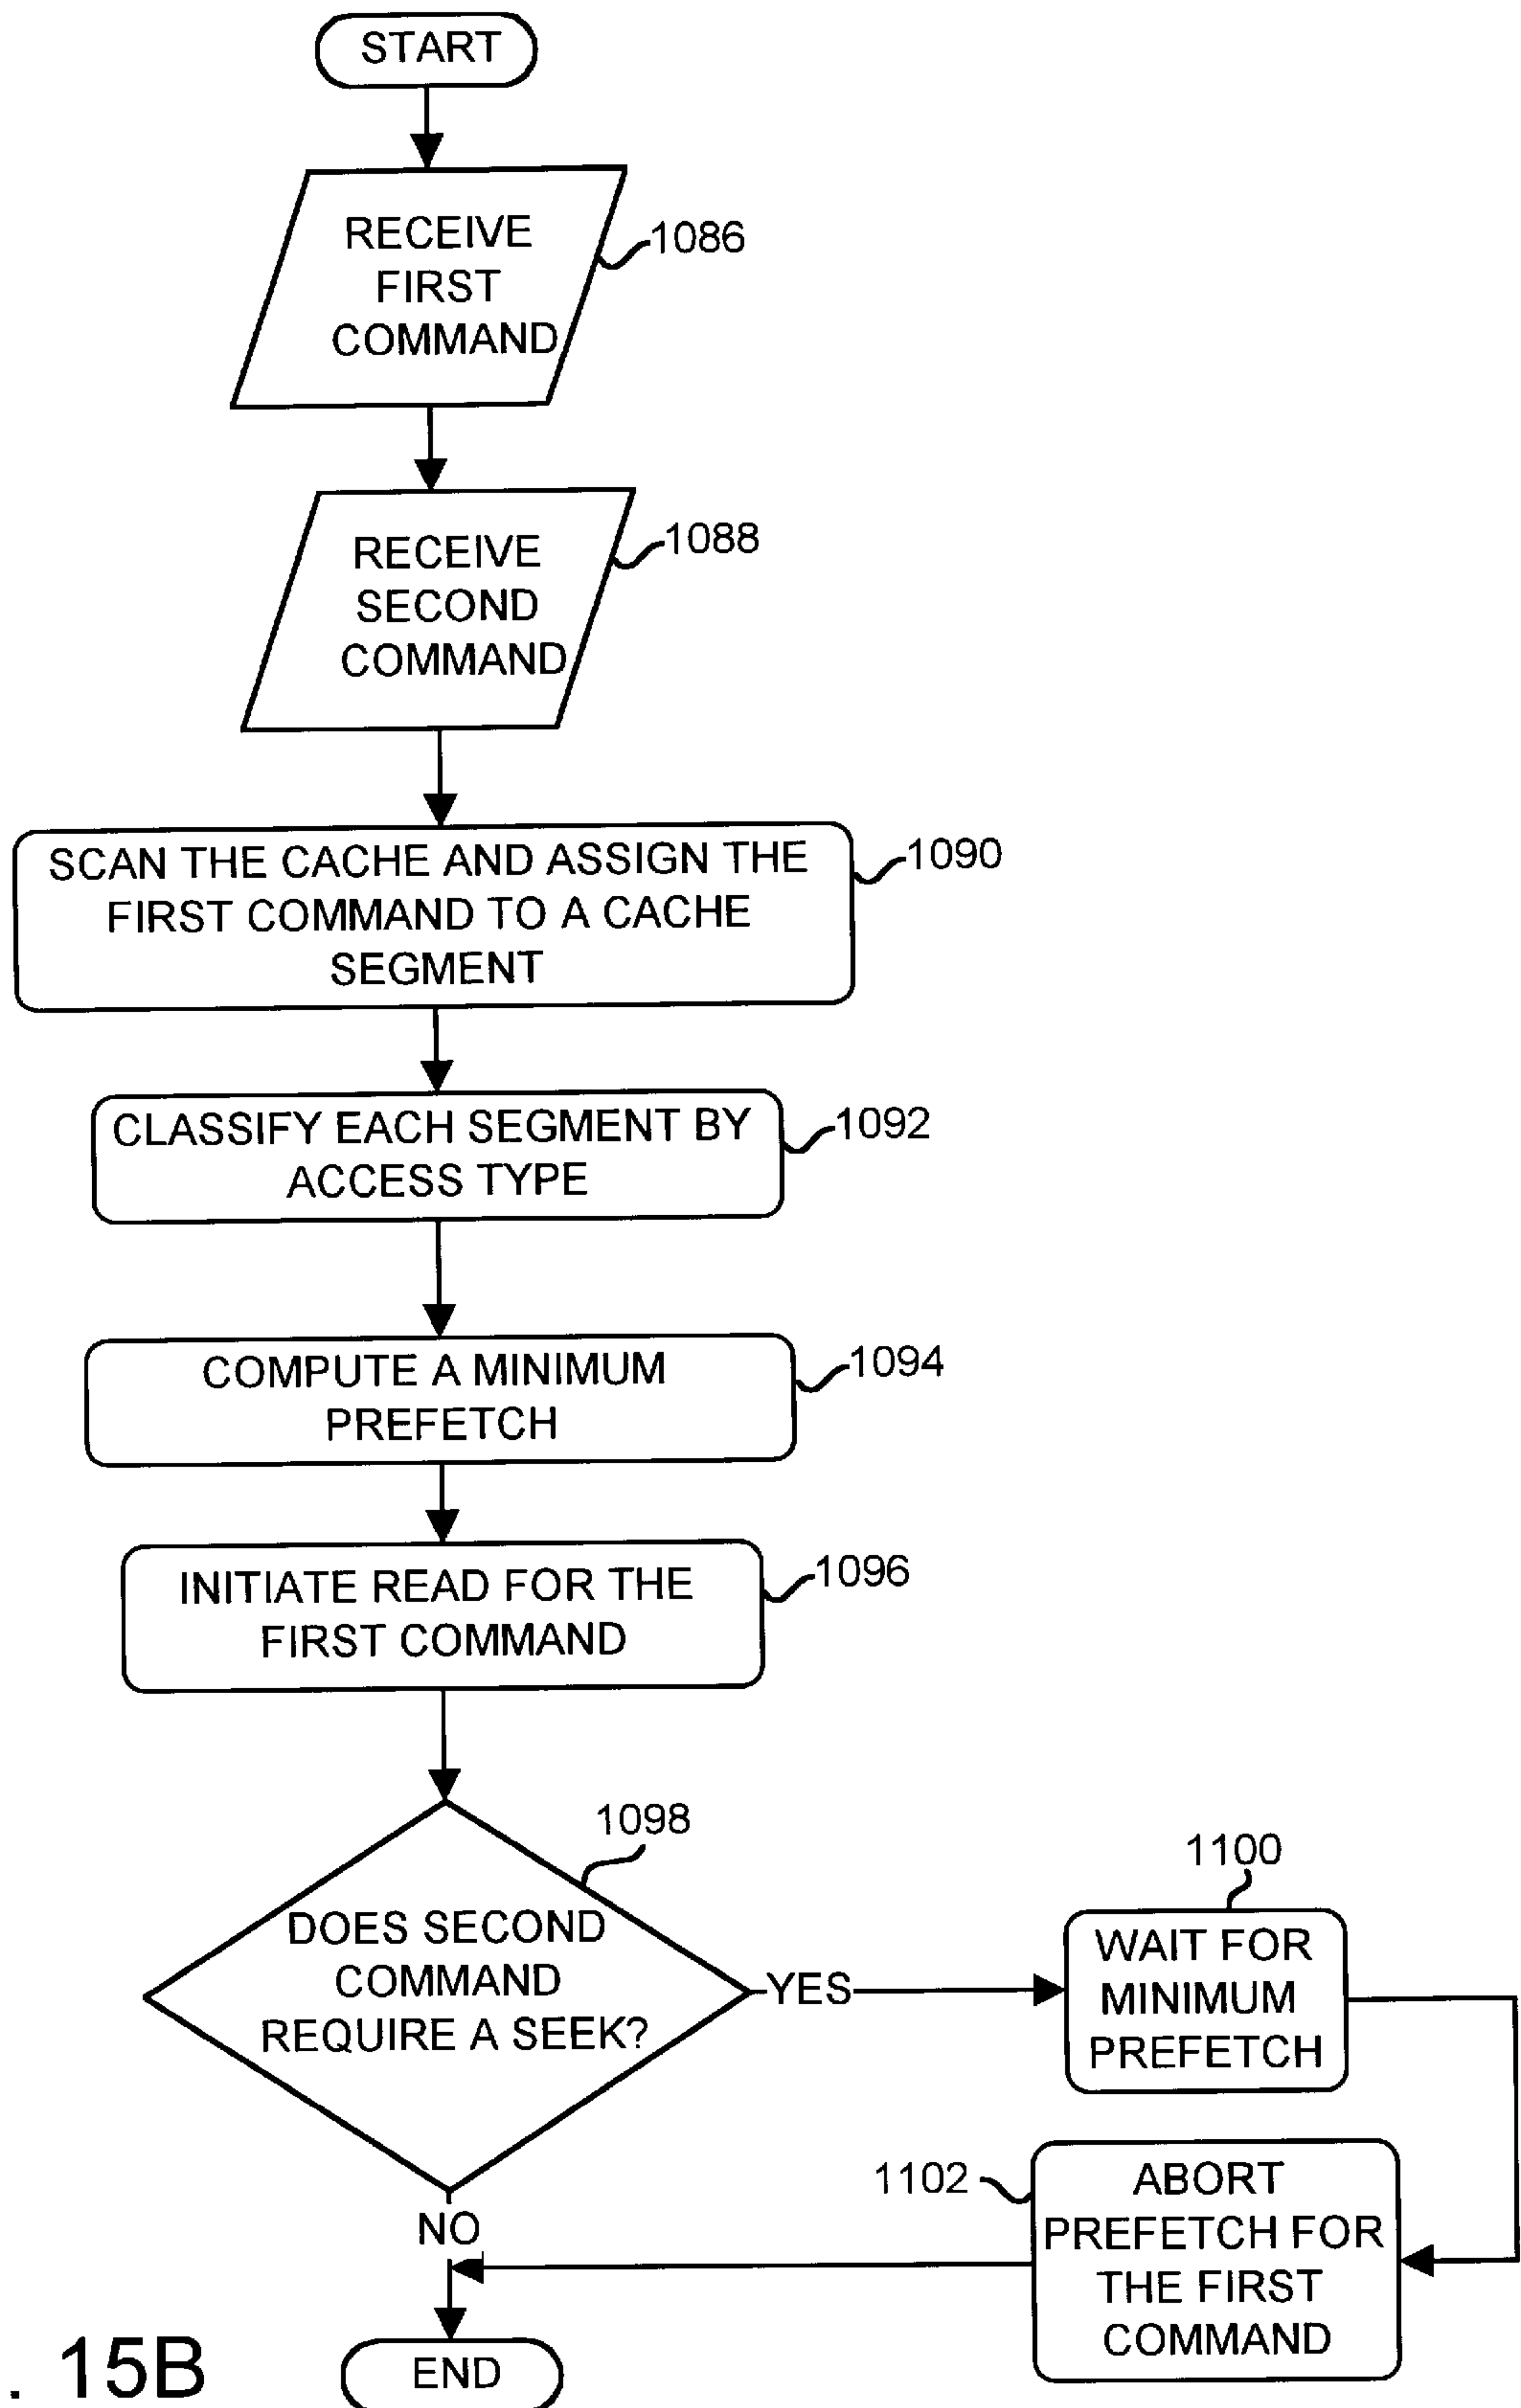 START
RECEIVE
FIRST
COMMAND
1086
RECEIVE
SECOND
COMMAND
1088
SCAN THE CACHE AND ASSIGN THE
FIRST COMMAND TO A CACHE
SEGMENT
1090
CLASSIFY EACH SEGMENT BY
ACCESS TYPE
1092
COMPUTE A MINIMUM
PREFETCH
1094
INITIATE READ FOR THE
FIRST COMMAND
1096
1098
DOES SECOND
COMMAND
REQUIRE A SEEK?
YES
1100
WAIT FOR
MINIMUM
PREFETCH
1102
ABORT
PREFETCH FOR
THE FIRST
COMMAND
NO
END
. 15B